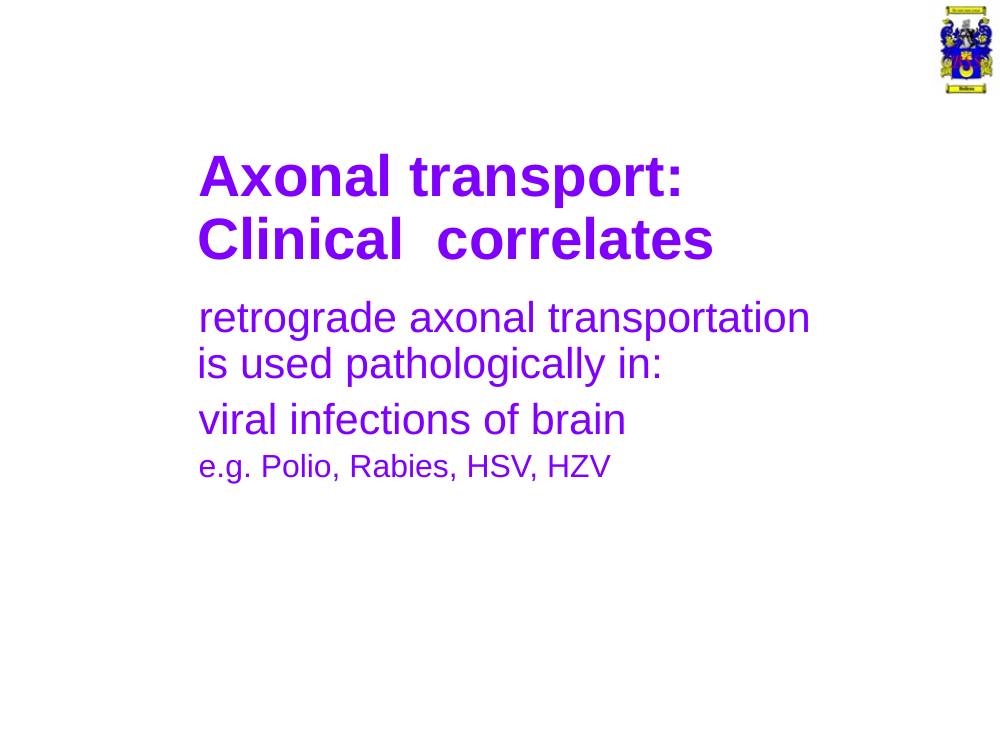 Axonal transport:
Clinical  correlates
retrograde axonal transportation
is used pathologically in:
viral infections of brain
e.g. Polio, Rabies, HSV, HZV